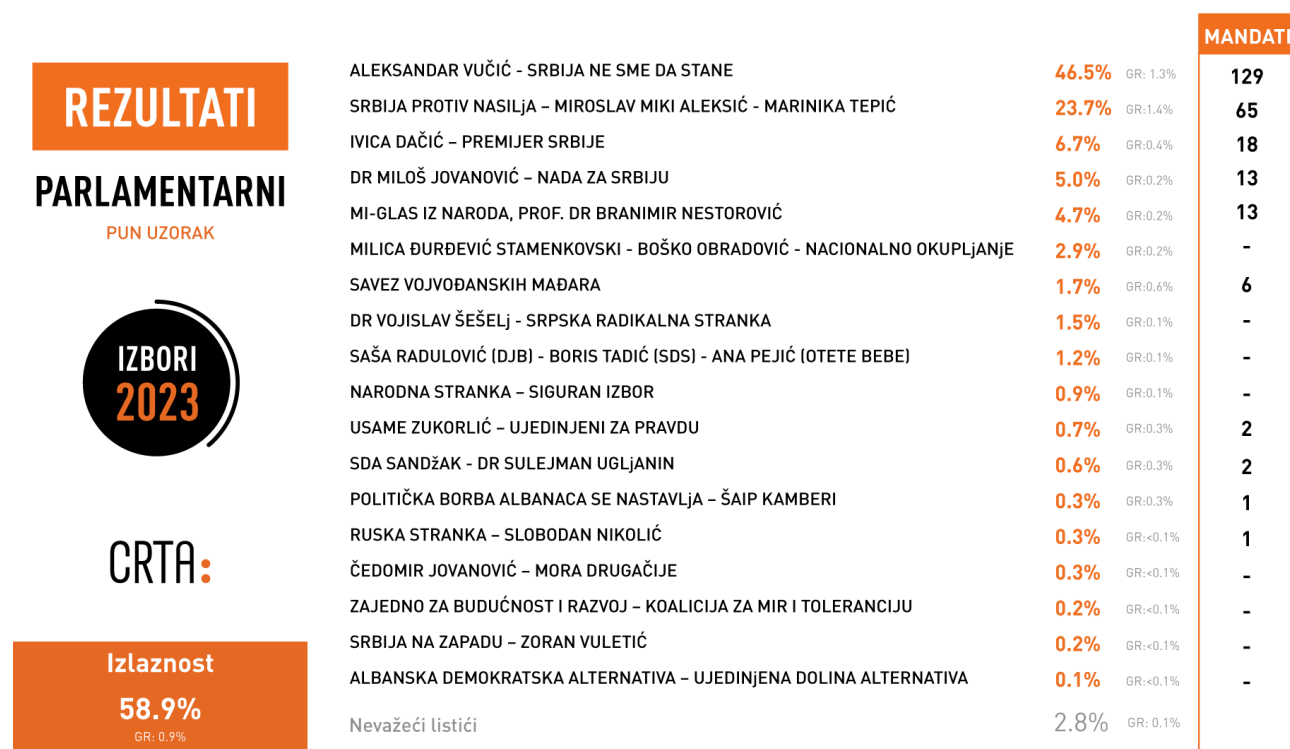 MANDATI
REZULTATI
PARLAMENTARNI
PUN UZORAK
IZBORI
2023
CRTA:
Izlaznost
58.9%
GR: 0.9%
ALEKSANDAR VUČIĆ - SRBIJA NE SME DA STANE 46.5% GR: 1.3% 129
SRBIJA PROTIV NASILjA – MIROSLAV MIKI ALEKSIĆ - MARINIKA TEPIĆ 23.7% GR:1.4% 65
IVICA DAČIĆ – PREMIJER SRBIJE 6.7% GR:0.4% 18
DR MILOŠ JOVANOVIĆ – NADA ZA SRBIJU 5.0% GR:0.2% 13
MI-GLAS IZ NARODA, PROF. DR BRANIMIR NESTOROVIĆ 4.7% GR:0.2% 13
MILICA ĐURĐEVIĆ STAMENKOVSKI - BOŠKO OBRADOVIĆ - NACIONALNO OKUPLjANjE 2.9% GR:0.2% -
SAVEZ VOJVOĐANSKIH MAĐARA 1.7% GR:0.6% 6
DR VOJISLAV ŠEŠELj - SRPSKA RADIKALNA STRANKA 1.5% GR:0.1% -
SAŠA RADULOVIĆ (DJB) - BORIS TADIĆ (SDS) - ANA PEJIĆ (OTETE BEBE) 1.2% GR:0.1% -
NARODNA STRANKA – SIGURAN IZBOR 0.9% GR:0.1% -
USAME ZUKORLIĆ – UJEDINJENI ZA PRAVDU 0.7% GR:0.3% 2
SDA SANDžAK - DR SULEJMAN UGLjANIN 0.6% GR:0.3% 2
POLITIČKA BORBA ALBANACA SE NASTAVLjA – ŠAIP KAMBERI 0.3% GR:0.3% 1
RUSKA STRANKA – SLOBODAN NIKOLIĆ 0.3% GR:<0.1% 1
ČEDOMIR JOVANOVIĆ – MORA DRUGAČIJE 0.3% GR:<0.1% -
ZAJEDNO ZA BUDUĆNOST I RAZVOJ – KOALICIJA ZA MIR I TOLERANCIJU 0.2% GR:<0.1% -
SRBIJA NA ZAPADU – ZORAN VULETIĆ 0.2% GR:<0.1% -
ALBANSKA DEMOKRATSKA ALTERNATIVA – UJEDINjENA DOLINA ALTERNATIVA 0.1% GR:<0.1% -
Nevažeći listići 2.8% GR: 0.1%